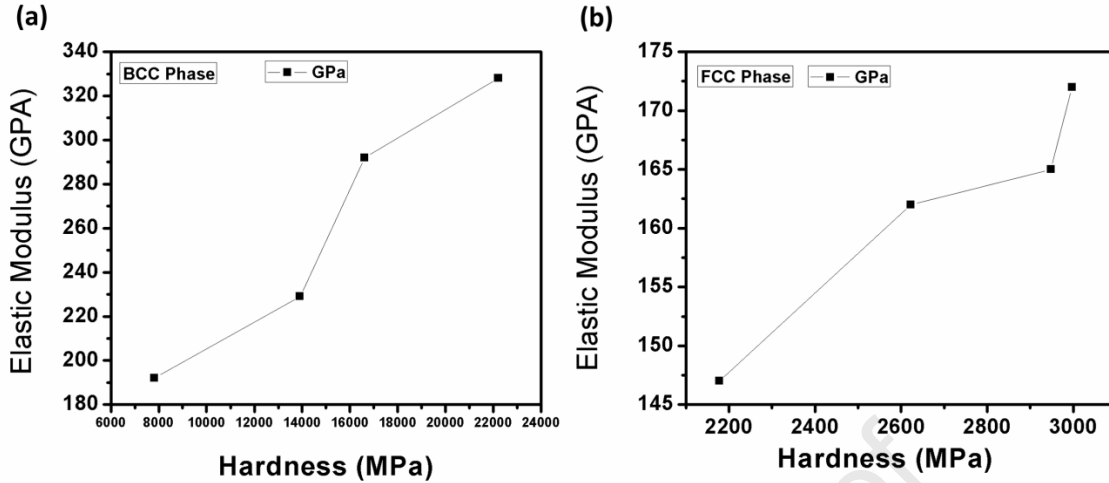 (a)
340
320
300
280
260
240
220
200
180
Elastic Modulus (GPA)
BCC Phase
GPa
6000 8000 10000 12000 14000 16000 18000 20000 22000 24000
Hardness (MPa)
(b)
175
170
165
160
155
150
145
Elastic Modulus (GPA)
FCC Phase
GPa
2200 2400 2600 2800 3000
Hardness (MPa)